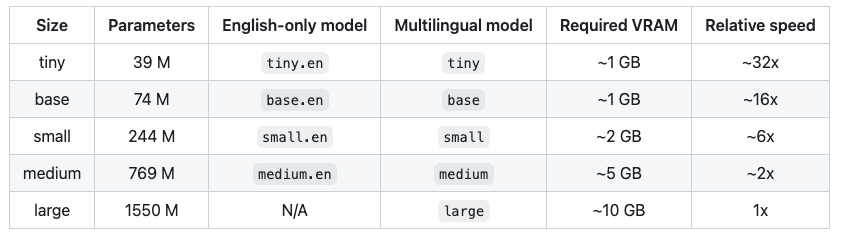 Size Parameters English-only model Multilingual model Required VRAM Relative speed
tiny 39 M tiny.en tiny ~1 GB ~32x
base 74 M base.en base ~1 GB ~16x
small 244 M small.en small ~2 GB ~6x
medium 769 M medium.en medium ~5 GB ~2x
large 1550 M N/A large ~10 GB 1x